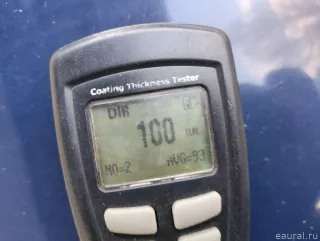 Coating Thickness Tester
DIR
100 um
NO=2 AVG=93
eaural.ru